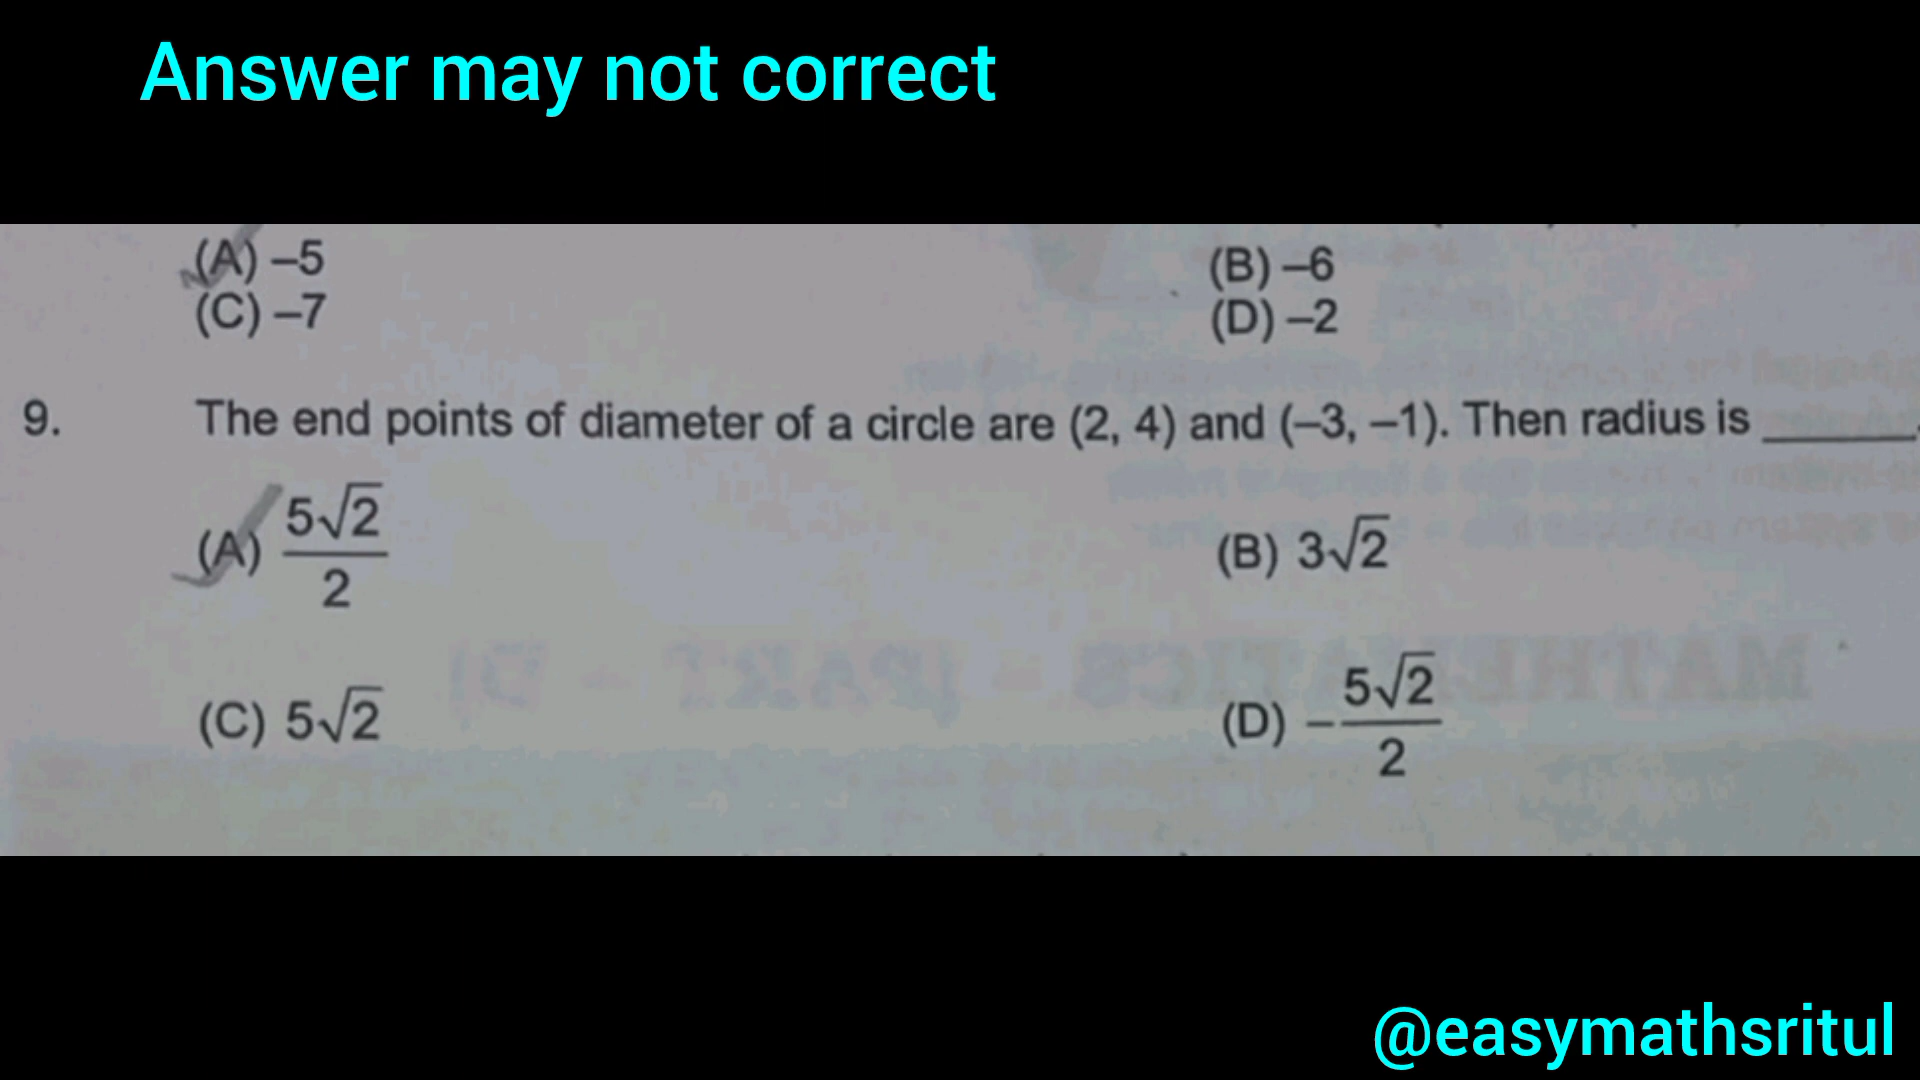 Answer may not correct
(A) –5 (B) –6
(C) –7 (D) –2
9. The end points of diameter of a circle are (2, 4) and (–3, –1). Then radius is ______.
(A) 5√2/2 (B) 3√2
(C) 5√2 (D) –5√2/2
@easymathsritul